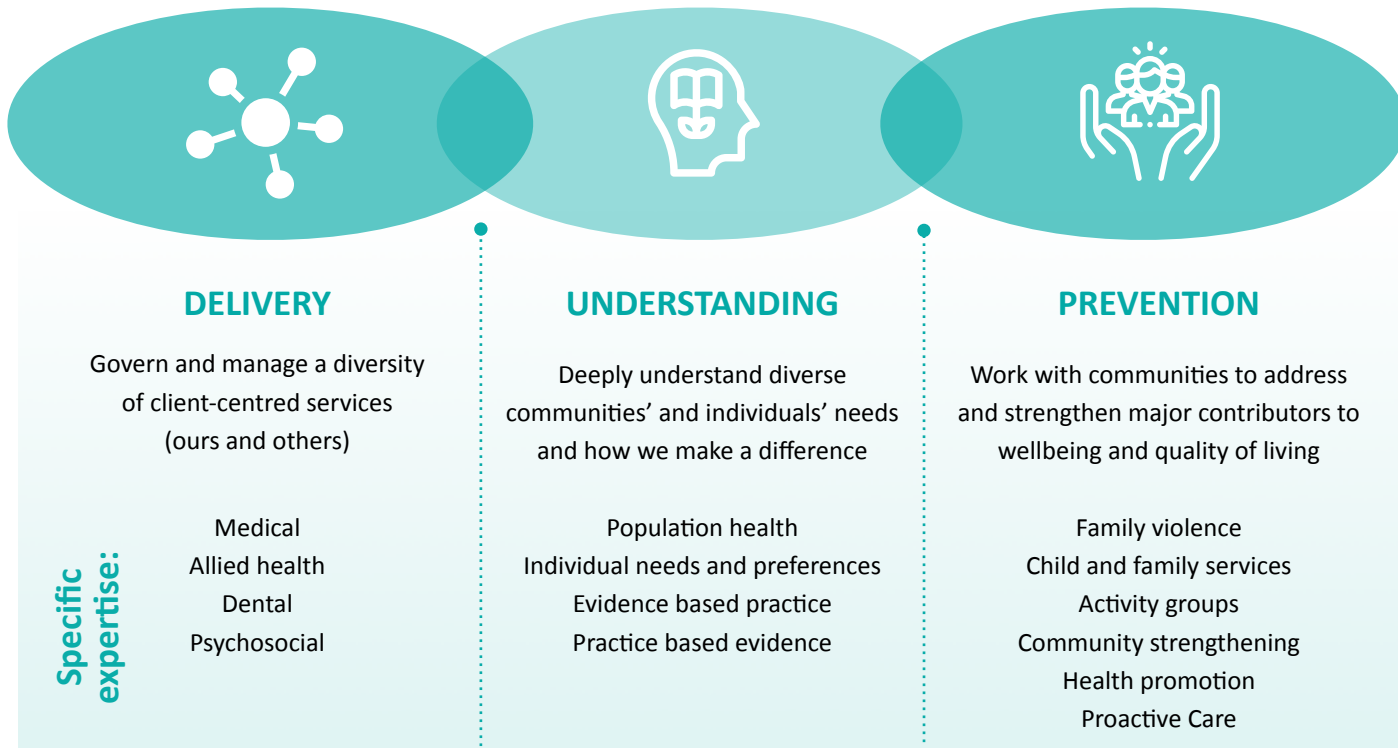 DELIVERY
Govern and manage a diversity
of client-centred services
(ours and others)
UNDERSTANDING
Deeply understand diverse
communities’ and individuals’ needs
and how we make a difference
PREVENTION
Work with communities to address
and strengthen major contributors to
wellbeing and quality of living
Specific
expertise:
Medical
Allied health
Dental
Psychosocial
Population health
Individual needs and preferences
Evidence based practice
Practice based evidence
Family violence
Child and family services
Activity groups
Community strengthening
Health promotion
Proactive Care